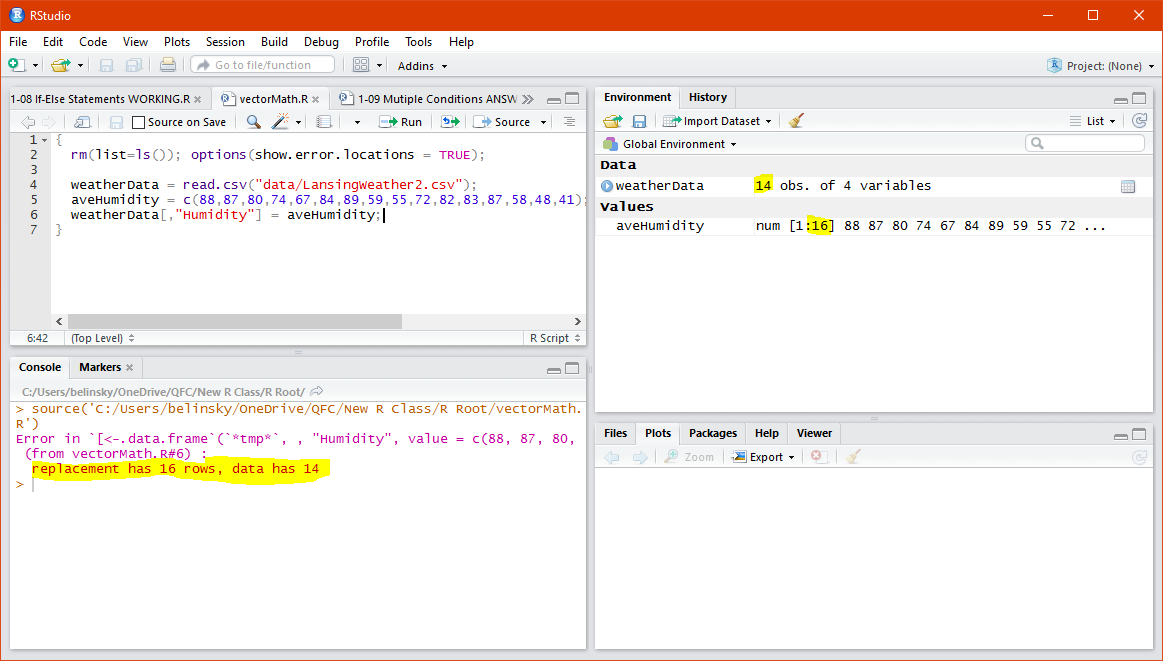 RStudio
File Edit Code View Plots Session Build Debug Profile Tools Help
Go to file/function Addins Project: (None)
1-08 If-Else Statements WORKING.R vectorMath.R 1-09 Mutiple Conditions ANSW
Source on Save Run Source
1 {
2 rm(list=ls()); options(show.error.locations = TRUE);
3
4 weatherData = read.csv("data/LansingWeather2.csv");
5 aveHumidity = c(88,87,80,74,67,84,89,59,55,72,82,83,87,58,48,41);
6 weatherData[,"Humidity"] = aveHumidity;
7 }
6:42 (Top Level) R Script
Console Markers
C:/Users/belinsky/OneDrive/QFC/New R Class/R Root/
> source('C:/Users/belinsky/OneDrive/QFC/New R Class/R Root/vectorMath.
R')
Error in `[<-.data.frame`(`*tmp*`, , "Humidity", value = c(88, 87, 80,
(from vectorMath.R#6) :
replacement has 16 rows, data has 14
>
Environment History
Import Dataset List
Global Environment
Data
weatherData 14 obs. of 4 variables
Values
aveHumidity num [1:16] 88 87 80 74 67 84 89 59 55 72 ...
Files Plots Packages Help Viewer
Zoom Export